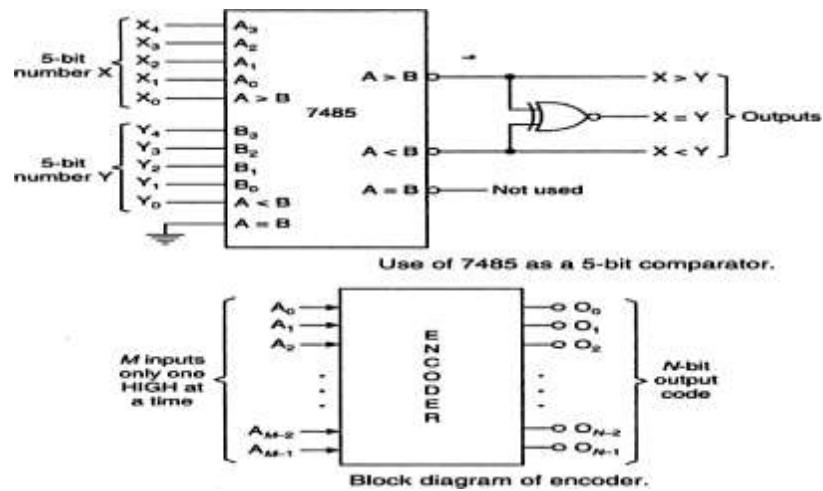 5-bit
number X
X₄
X₃
X₂
X₁
X₀
A₃
A₂
A₁
A₀
A > B
5-bit
number Y
Y₄
Y₃
Y₂
Y₁
Y₀
B₃
B₂
B₁
B₀
A < B
A = B
7485
A > B
A < B
A = B
X > Y
X = Y
X < Y
Outputs
Not used
Use of 7485 as a 5-bit comparator.
M inputs
only one
HIGH at
a time
A₀
A₁
A₂
Aₘ₋₂
Aₘ₋₁
ENCODER
O₀
O₁
O₂
O_N-2
O_N-1
N-bit
output
code
Block diagram of encoder.